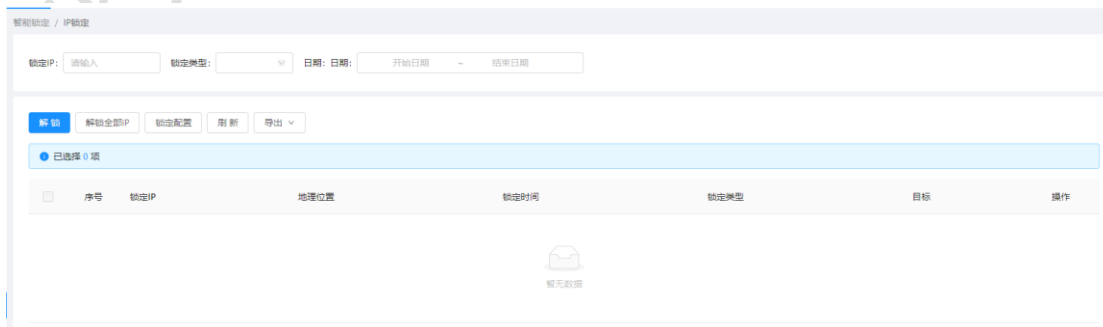 智能锁定 / IP锁定
锁定IP: 请输入 锁定类型: 日期: 日期: 开始日期 ~ 结束日期
解 锁 解锁全部IP 锁定配置 刷 新 导出
已选择 0 项
序号 锁定IP 地理位置 锁定时间 锁定类型 目标 操作
暂无数据